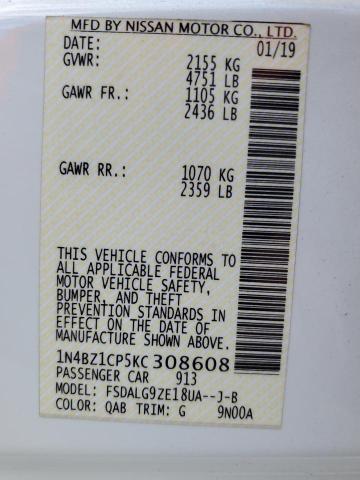 MFD BY NISSAN MOTOR CO., LTD.
DATE: 01/19
GVWR: 2155 KG
4751 LB
GAWR FR.: 1105 KG
2436 LB
GAWR RR.: 1070 KG
2359 LB
THIS VEHICLE CONFORMS TO
ALL APPLICABLE FEDERAL
MOTOR VEHICLE SAFETY,
BUMPER, AND THEFT
PREVENTION STANDARDS IN
EFFECT ON THE DATE OF
MANUFACTURE SHOWN ABOVE.
1N4BZ1CP5KC308608
PASSENGER CAR 913
MODEL: FSDALG9ZE18UA--J-B
COLOR: QAB TRIM: G 9N00A